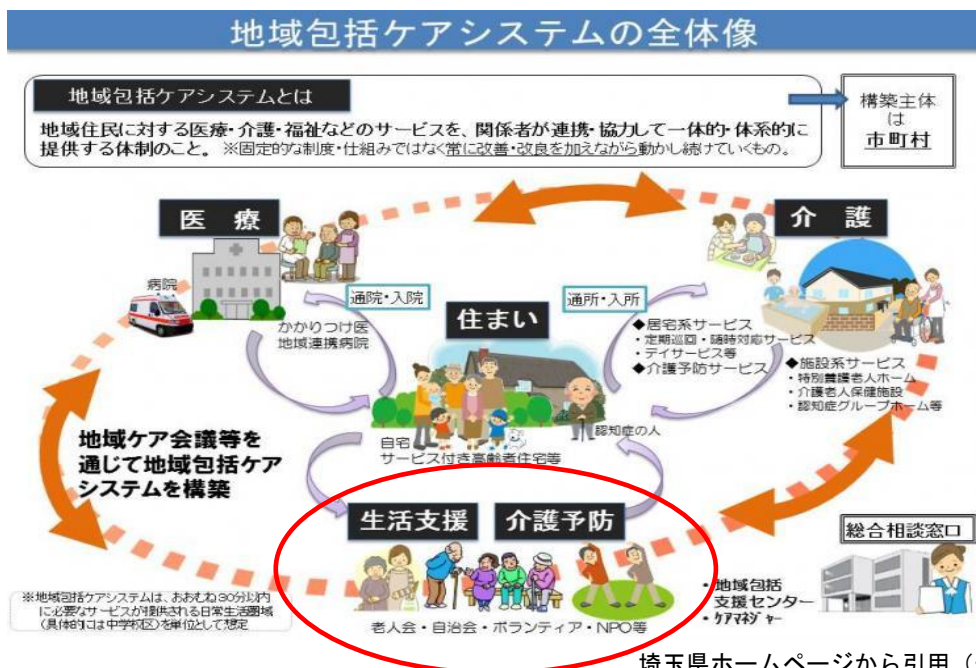 地域包括ケアシステムの全体像
地域包括ケアシステムとは
地域住民に対する医療・介護・福祉などのサービスを、関係者が連携・協力して一体的・体系的に
提供する体制のこと。 ※固定的な制度・仕組みではなく常に改善・改良を加えながら動かし続けていくもの。
構築主体
は
市町村
医 療
介 護
病院
通院・入院
通所・入所
かかりつけ医
地域連携病院
住まい
◆居宅系サービス
・定期巡回・随時対応サービス
・デイサービス等
◆介護予防サービス
◆施設系サービス
・特別養護老人ホーム
・介護老人保健施設
・認知症グループホーム等
自宅
サービス付き高齢者住宅等
認知症の人
地域ケア会議等を
通じて地域包括ケア
システムを構築
生活支援
介護予防
老人会・自治会・ボランティア・NPO等
総合相談窓口
・地域包括
支援センター
・ケアマネジャー
※地域包括ケアシステムは、おおむね30分以内
に必要なサービスが提供される日常生活圏域
(具体的には中学校区)を単位として想定
埼玉県ホームページから引用